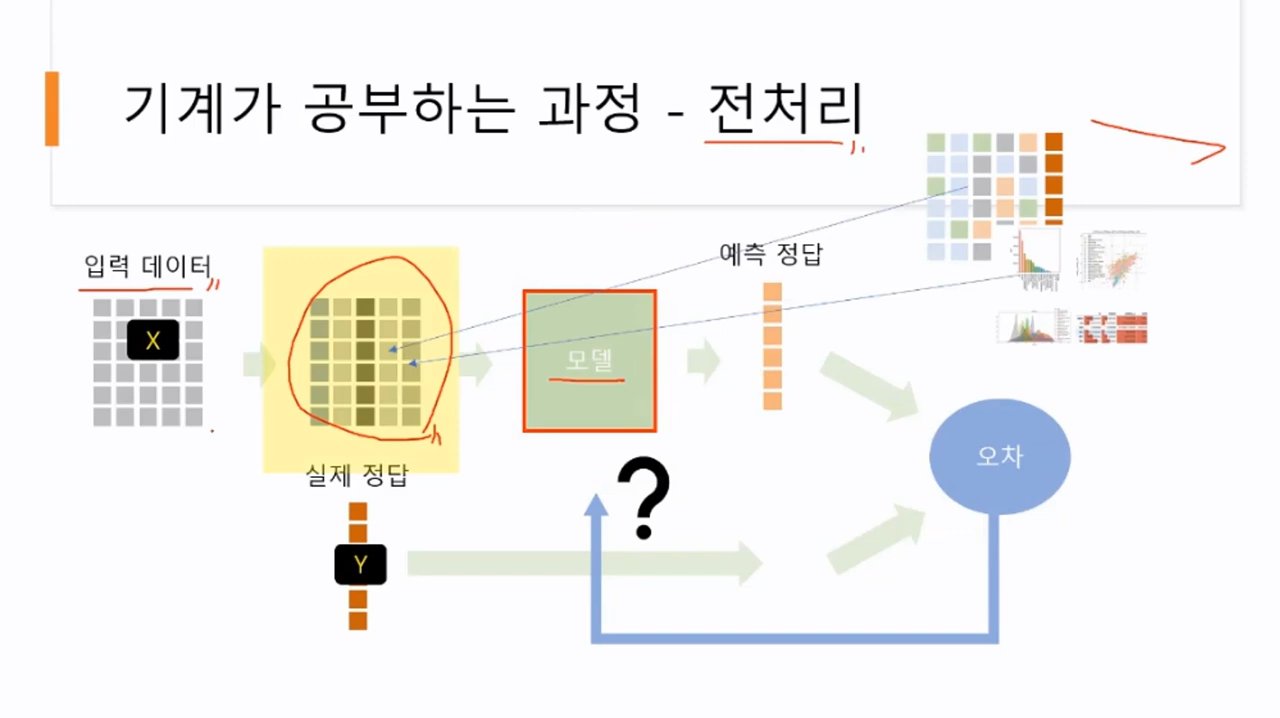 기계가 공부하는 과정 - 전처리
입력 데이터
X
예측 정답
모델
오차
실제 정답
Y
?